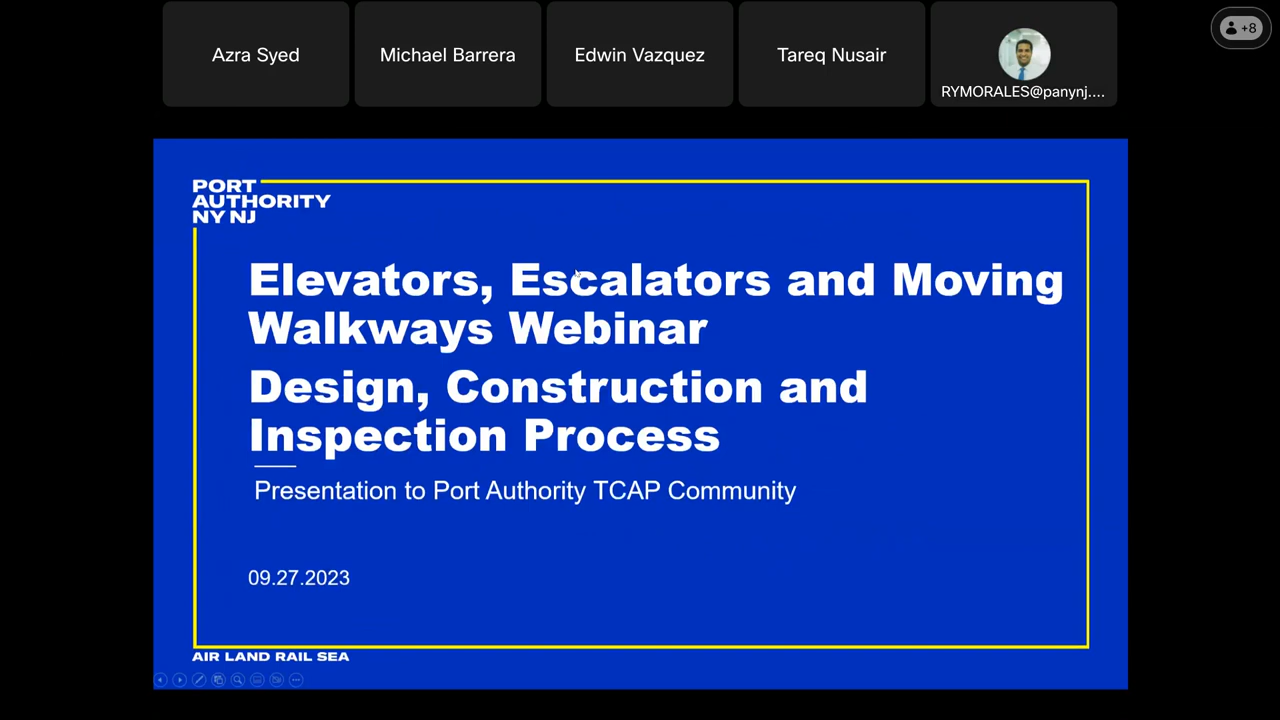 Azra Syed
Michael Barrera
Edwin Vazquez
Tareq Nusair
RYMORALES@panynj....
+8
PORT
AUTHORITY
NY NJ
Elevators, Escalators and Moving
Walkways Webinar
Design, Construction and
Inspection Process
Presentation to Port Authority TCAP Community
09.27.2023
AIR LAND RAIL SEA